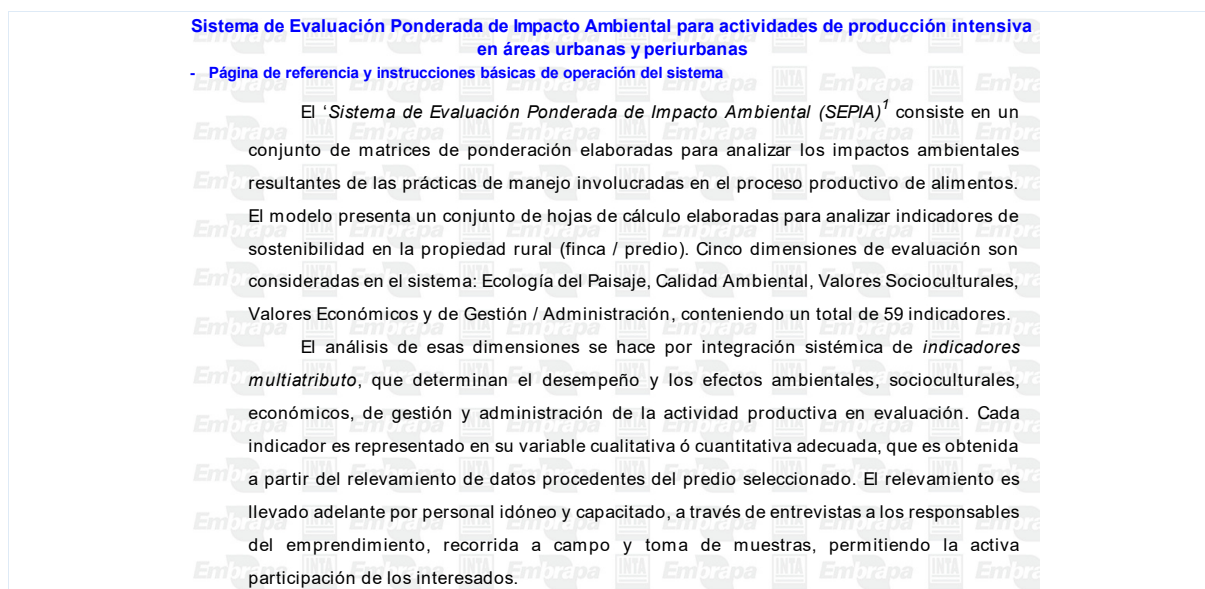 Sistema de Evaluación Ponderada de Impacto Ambiental para actividades de producción intensiva
en áreas urbanas y periurbanas
- Página de referencia y instrucciones básicas de operación del sistema
El ‘Sistema de Evaluación Ponderada de Impacto Ambiental (SEPIA)¹ consiste en un
conjunto de matrices de ponderación elaboradas para analizar los impactos ambientales
resultantes de las prácticas de manejo involucradas en el proceso productivo de alimentos.
El modelo presenta un conjunto de hojas de cálculo elaboradas para analizar indicadores de
sostenibilidad en la propiedad rural (finca / predio). Cinco dimensiones de evaluación son
consideradas en el sistema: Ecología del Paisaje, Calidad Ambiental, Valores Socioculturales,
Valores Económicos y de Gestión / Administración, conteniendo un total de 59 indicadores.
El análisis de esas dimensiones se hace por integración sistémica de indicadores
multiatributo, que determinan el desempeño y los efectos ambientales, socioculturales,
económicos, de gestión y administración de la actividad productiva en evaluación. Cada
indicador es representado en su variable cualitativa ó cuantitativa adecuada, que es obtenida
a partir del relevamiento de datos procedentes del predio seleccionado. El relevamiento es
llevado adelante por personal idóneo y capacitado, a través de entrevistas a los responsables
del emprendimiento, recorrida a campo y toma de muestras, permitiendo la activa
participación de los interesados.